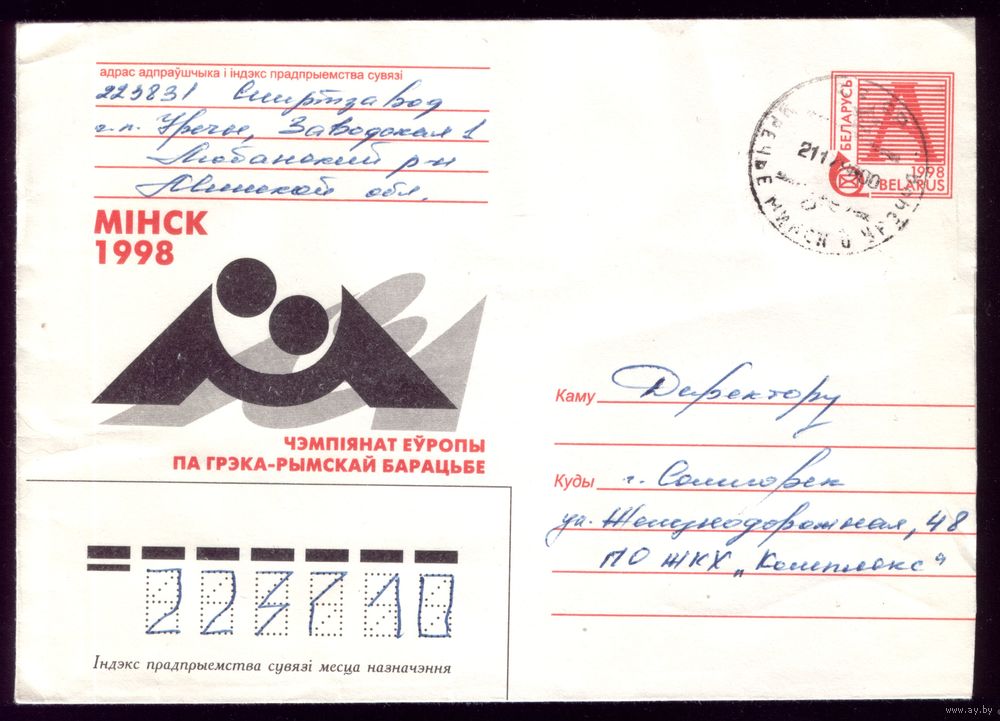 адрас адпраўшчыка і індэкс прадпрыемства сувязі
223831 Спиртзавод
г.п. Уречье, Заводская 1
Любанский р-н
Минской обл.
БЕЛАРУСЬ
А
1998
BELARUS
УРЕЧЬЕ МИНСК О
МІНСК
1998
ЧЭМПІЯНАТ ЕЎРОПЫ
ПА ГРЭКА-РЫМСКАЙ БАРАЦЬБЕ
Каму Директору
Куды г. Солигорск
ул. Железнодорожная, 48
ПО ЖКХ „Комплекс"
223710
Індэкс прадпрыемства сувязі месца назначэння
www.ay.by